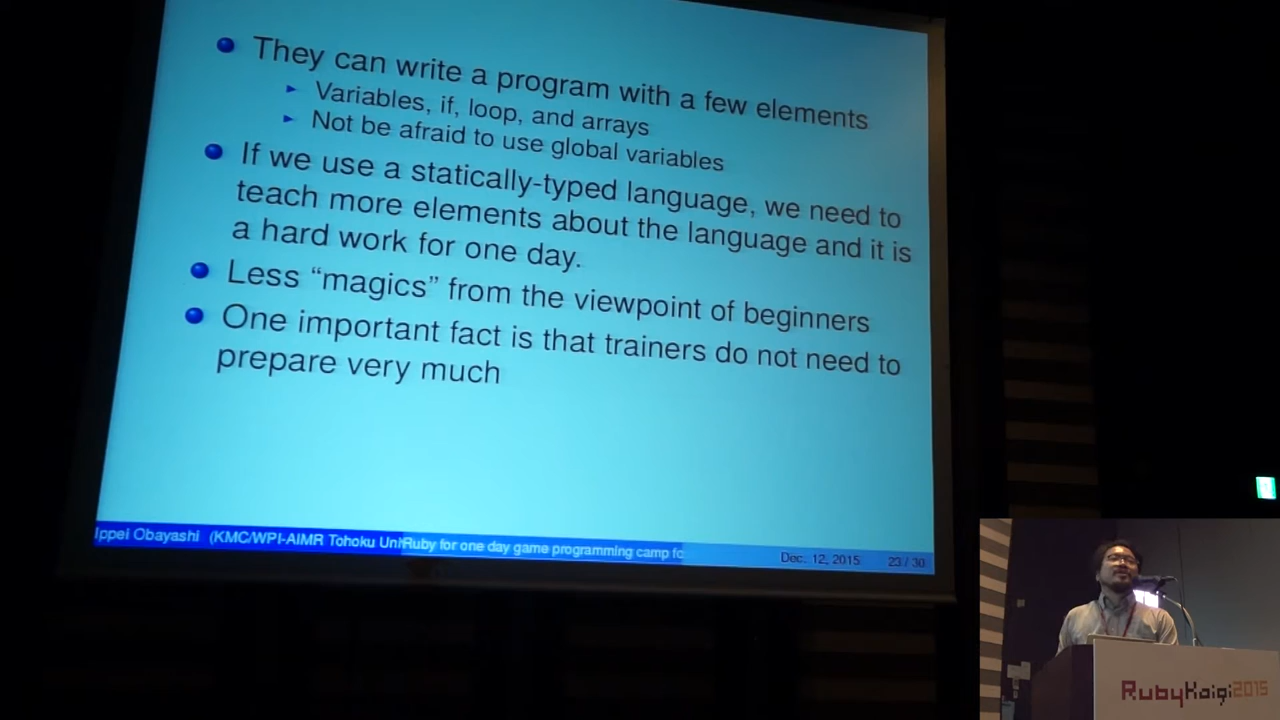 They can write a program with a few elements
Variables, if, loop, and arrays
Not be afraid to use global variables
If we use a statically-typed language, we need to
teach more elements about the language and it is
a hard work for one day.
Less “magics” from the viewpoint of beginners
One important fact is that trainers do not need to
prepare very much
Ippei Obayashi (KMC/WPI-AIMR Tohoku Uni Ruby for one day game programming camp fo Dec. 12, 2015 23 / 30
RubyKaigi2015